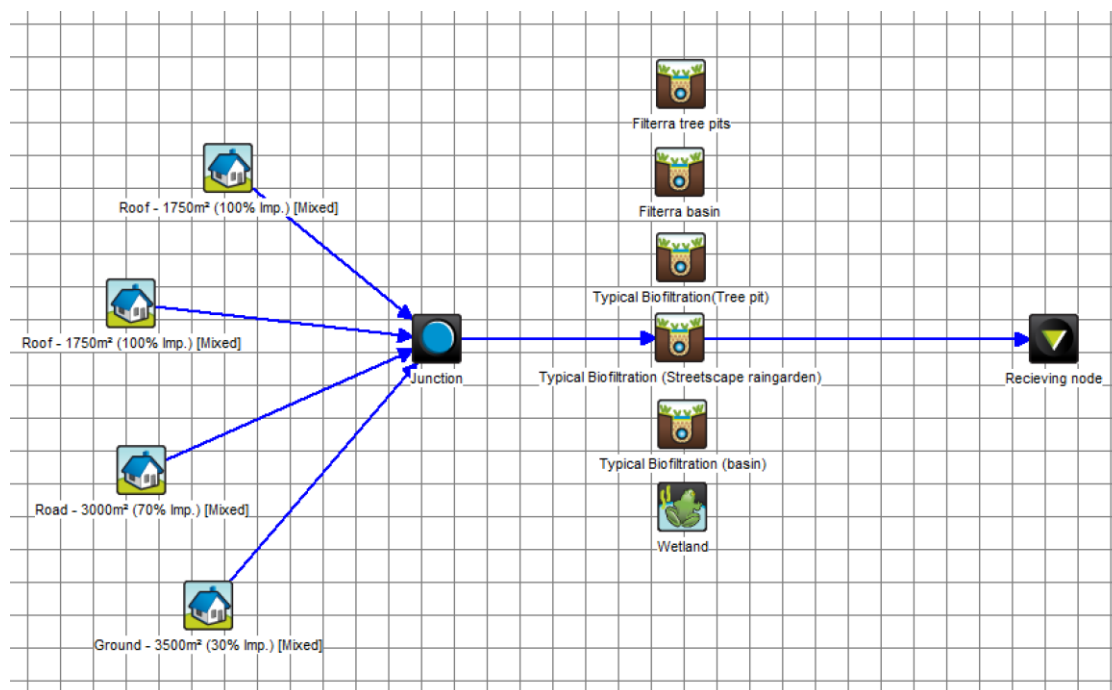 Filterra tree pits
Roof - 1750m² (100% Imp.) [Mixed]
Filterra basin
Typical Biofiltration(Tree pit)
Roof - 1750m² (100% Imp.) [Mixed]
Junction
Typical Biofiltration (Streetscape raingarden)
Recieving node
Typical Biofiltration (basin)
Road - 3000m² (70% Imp.) [Mixed]
Wetland
Ground - 3500m² (30% Imp.) [Mixed]